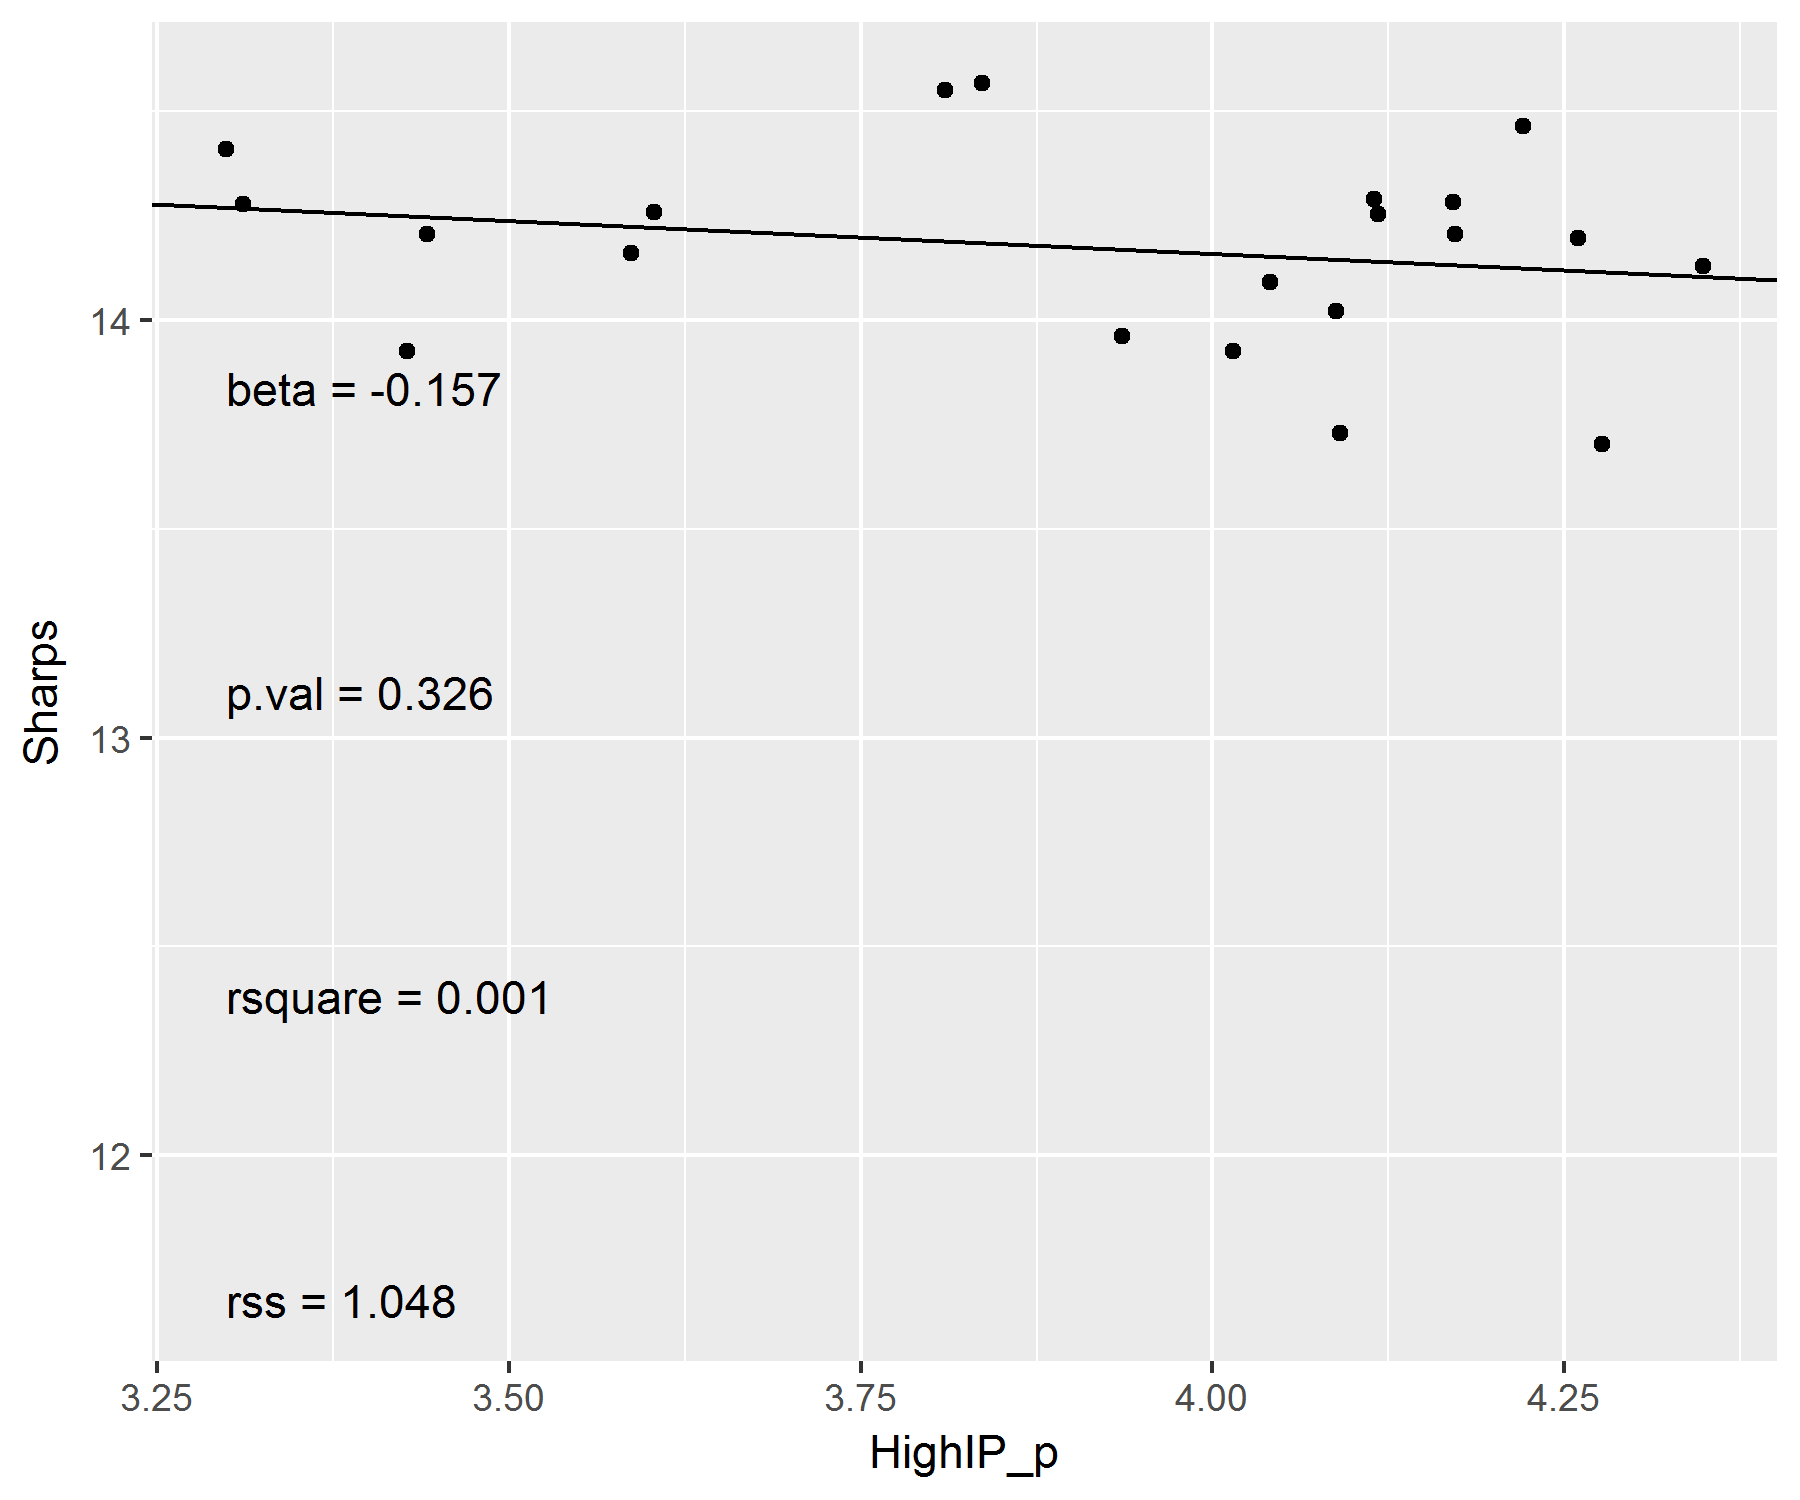 14
13
12
Sharps
beta = -0.157
p.val = 0.326
rsquare = 0.001
rss = 1.048
3.25 3.50 3.75 4.00 4.25
HighIP_p